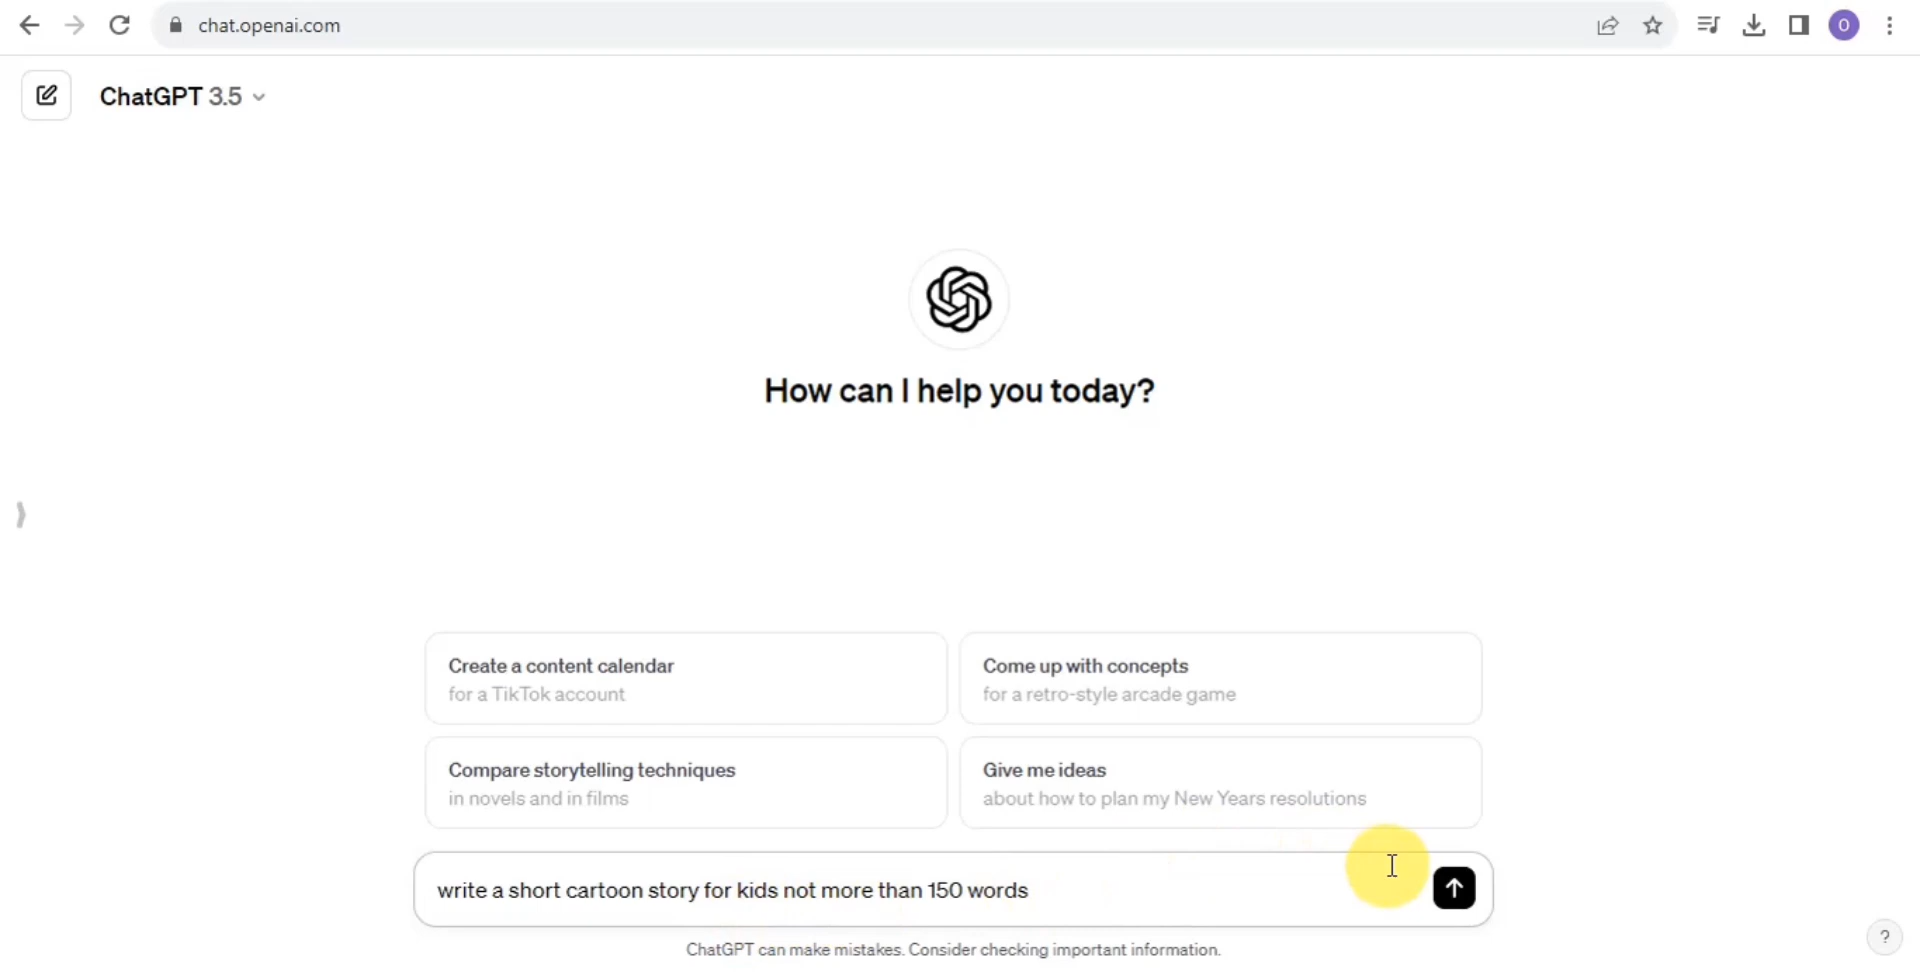 chat.openai.com
O
ChatGPT 3.5
How can I help you today?
Create a content calendar
for a TikTok account
Come up with concepts
for a retro-style arcade game
Compare storytelling techniques
in novels and in films
Give me ideas
about how to plan my New Years resolutions
write a short cartoon story for kids not more than 150 words
ChatGPT can make mistakes. Consider checking important information.
?